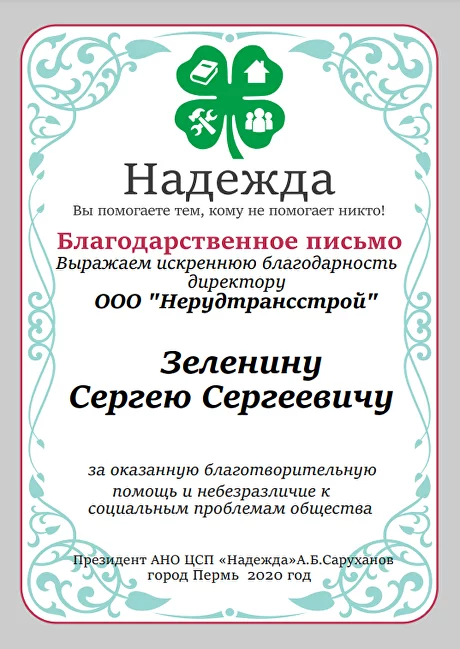 Надежда
Вы помогаете тем, кому не помогает никто!
Благодарственное письмо
Выражаем искреннюю благодарность
директору
ООО "Нерудтрансстрой"
Зеленину
Сергею Сергеевичу
за оказанную благотворительную
помощь и небезразличие к
социальным проблемам общества
Президент АНО ЦСП «Надежда»А.Б.Саруханов
город Пермь 2020 год